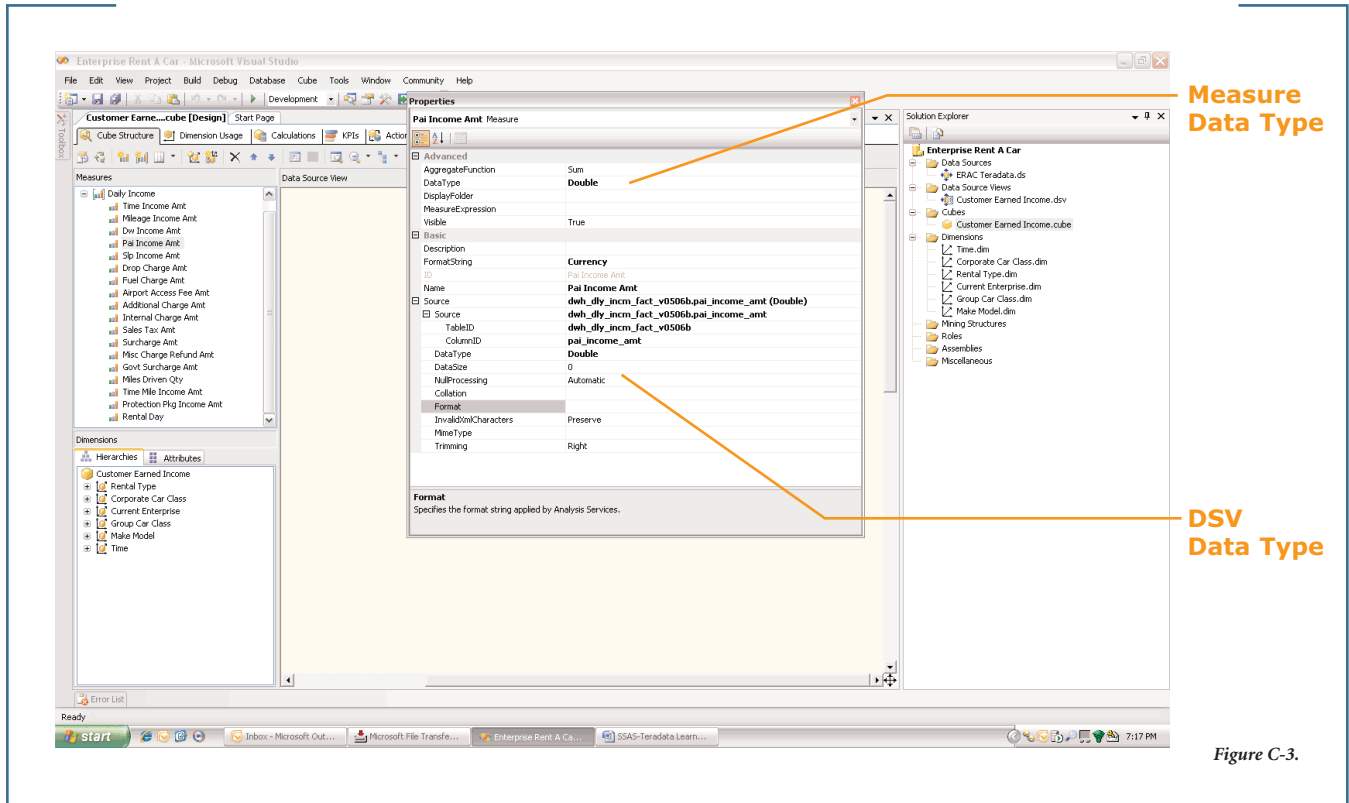 Enterprise Rent A Car - Microsoft Visual Studio
File Edit View Project Build Debug Database Cube Tools Window Community Help
Development
Customer Earne....cube [Design] Start Page
Cube Structure Dimension Usage Calculations KPIs Action
Toolbox
Measures
Data Source View
Daily Income
Time Income Amt
Mileage Income Amt
Dw Income Amt
Pai Income Amt
Slp Income Amt
Drop Charge Amt
Fuel Charge Amt
Airport Access Fee Amt
Additional Charge Amt
Internal Charge Amt
Sales Tax Amt
Surcharge Amt
Misc Charge Refund Amt
Govt Surcharge Amt
Miles Driven Qty
Time Mile Income Amt
Protection Pkg Income Amt
Rental Day
Dimensions
Hierarchies Attributes
Customer Earned Income
Rental Type
Corporate Car Class
Current Enterprise
Group Car Class
Make Model
Time
Properties
Pai Income Amt Measure
Advanced
AggregateFunction Sum
DataType Double
DisplayFolder
MeasureExpression
Visible True
Basic
Description
FormatString Currency
ID Pai Income Amt
Name Pai Income Amt
Source dwh_dly_incm_fact_v0506b.pai_income_amt (Double)
Source dwh_dly_incm_fact_v0506b.pai_income_amt
TableID dwh_dly_incm_fact_v0506b
ColumnID pai_income_amt
DataType Double
DataSize 0
NullProcessing Automatic
Collation
Format
InvalidXmlCharacters Preserve
MimeType
Trimming Right
Format
Specifies the format string applied by Analysis Services.
Solution Explorer
Enterprise Rent A Car
Data Sources
ERAC Teradata.ds
Data Source Views
Customer Earned Income.dsv
Cubes
Customer Earned Income.cube
Dimensions
Time.dim
Corporate Car Class.dim
Rental Type.dim
Current Enterprise.dim
Group Car Class.dim
Make Model.dim
Mining Structures
Roles
Assemblies
Miscellaneous
Measure
Data Type
DSV
Data Type
Error List
Ready
start Inbox - Microsoft Out... Microsoft File Transfe... Enterprise Rent A Ca... SSAS-Teradata Learn... 7:17 PM
Figure C-3.